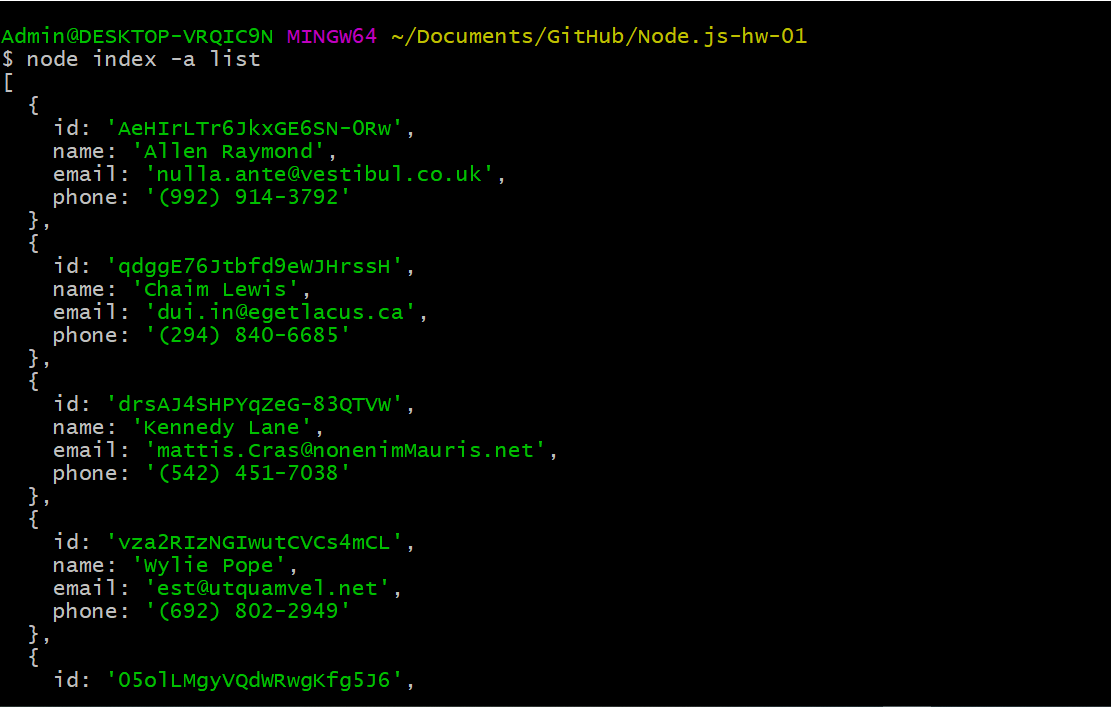 Admin@DESKTOP-VRQIC9N MINGW64 ~/Documents/GitHub/Node.js-hw-01
$ node index -a list
[
  {
    id: 'AeHIrLTr6JkxGE6SN-0Rw',
    name: 'Allen Raymond',
    email: 'nulla.ante@vestibul.co.uk',
    phone: '(992) 914-3792'
  },
  {
    id: 'qdggE76Jtbfd9eWJHrssH',
    name: 'Chaim Lewis',
    email: 'dui.in@egetlacus.ca',
    phone: '(294) 840-6685'
  },
  {
    id: 'drsAJ4SHPYqZeG-83QTVW',
    name: 'Kennedy Lane',
    email: 'mattis.Cras@nonenimMauris.net',
    phone: '(542) 451-7038'
  },
  {
    id: 'vza2RIzNGIwutCVCs4mCL',
    name: 'Wylie Pope',
    email: 'est@utquamvel.net',
    phone: '(692) 802-2949'
  },
  {
    id: '05olLMgyVQdWRwgKfg5J6',